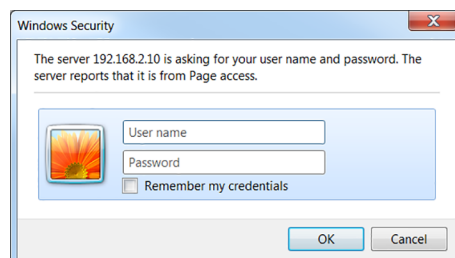 Windows Security
The server 192.168.2.10 is asking for your user name and password. The
server reports that it is from Page access.
User name
Password
Remember my credentials
OK
Cancel